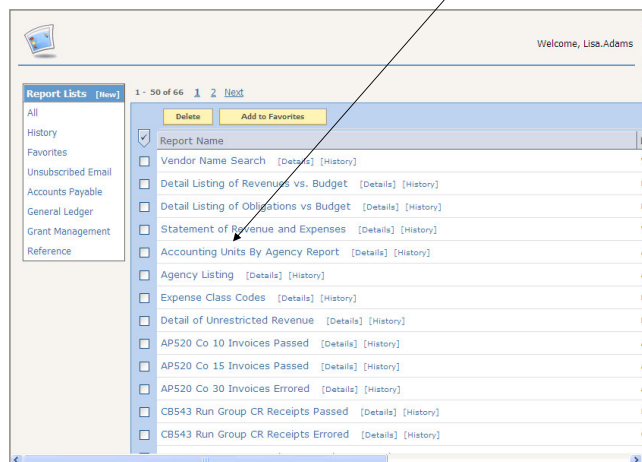 Welcome, Lisa.Adams
Report Lists [New]
All
History
Favorites
Unsubscribed Email
Accounts Payable
General Ledger
Grant Management
Reference
1 - 50 of 66 1 2 Next
Delete Add to Favorites
Report Name
Vendor Name Search [Details] [History]
Detail Listing of Revenues vs. Budget [Details] [History]
Detail Listing of Obligations vs Budget [Details] [History]
Statement of Revenue and Expenses [Details] [History]
Accounting Units By Agency Report [Details] [History]
Agency Listing [Details] [History]
Expense Class Codes [Details] [History]
Detail of Unrestricted Revenue [Details] [History]
AP520 Co 10 Invoices Passed [Details] [History]
AP520 Co 15 Invoices Passed [Details] [History]
AP520 Co 30 Invoices Errored [Details] [History]
CB543 Run Group CR Receipts Passed [Details] [History]
CB543 Run Group CR Receipts Errored [Details] [History]